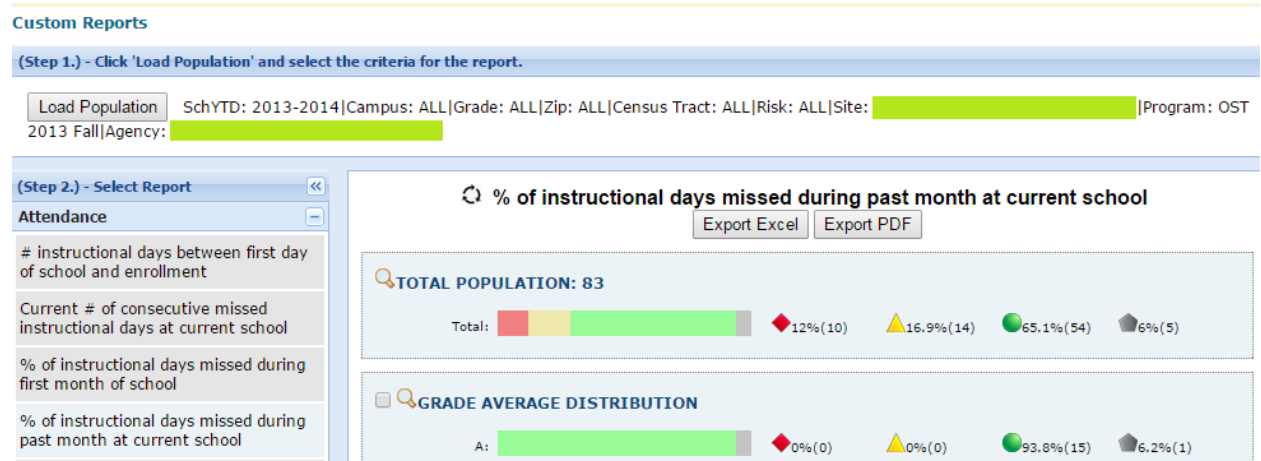 Custom Reports
(Step 1.) - Click 'Load Population' and select the criteria for the report.
Load Population SchYTD: 2013-2014|Campus: ALL|Grade: ALL|Zip: ALL|Census Tract: ALL|Risk: ALL|Site: |Program: OST
2013 Fall|Agency:
(Step 2.) - Select Report
Attendance
# instructional days between first day
of school and enrollment
Current # of consecutive missed
instructional days at current school
% of instructional days missed during
first month of school
% of instructional days missed during
past month at current school
% of instructional days missed during past month at current school
Export Excel Export PDF
TOTAL POPULATION: 83
Total: 12%(10) 16.9%(14) 65.1%(54) 6%(5)
GRADE AVERAGE DISTRIBUTION
A: 0%(0) 0%(0) 93.8%(15) 6.2%(1)